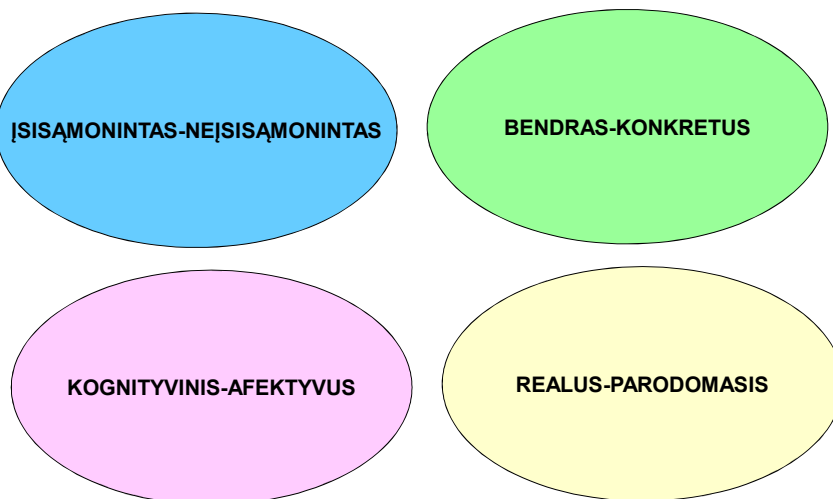 ĮSISĄMONINTAS-NEĮSISĄMONINTAS
BENDRAS-KONKRETUS
KOGNITYVINIS-AFEKTYVUS
REALUS-PARODOMASIS